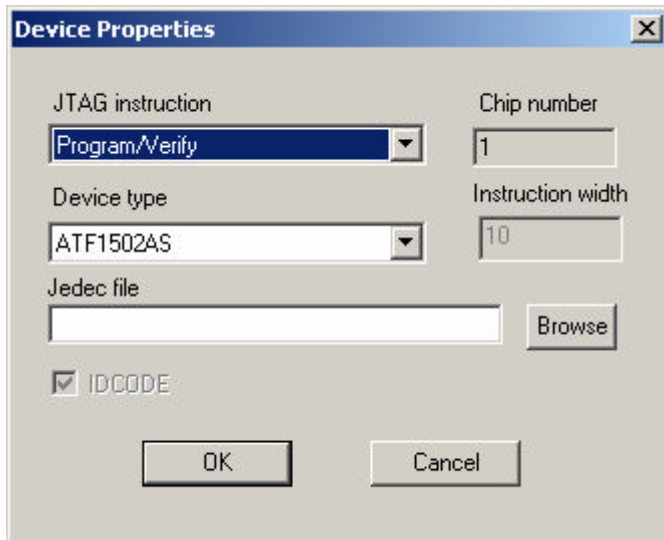 Device Properties
JTAG instruction
Chip number
Program/Verify
1
Device type
Instruction width
ATF1502AS
10
Jedec file
Browse
IDCODE
OK
Cancel